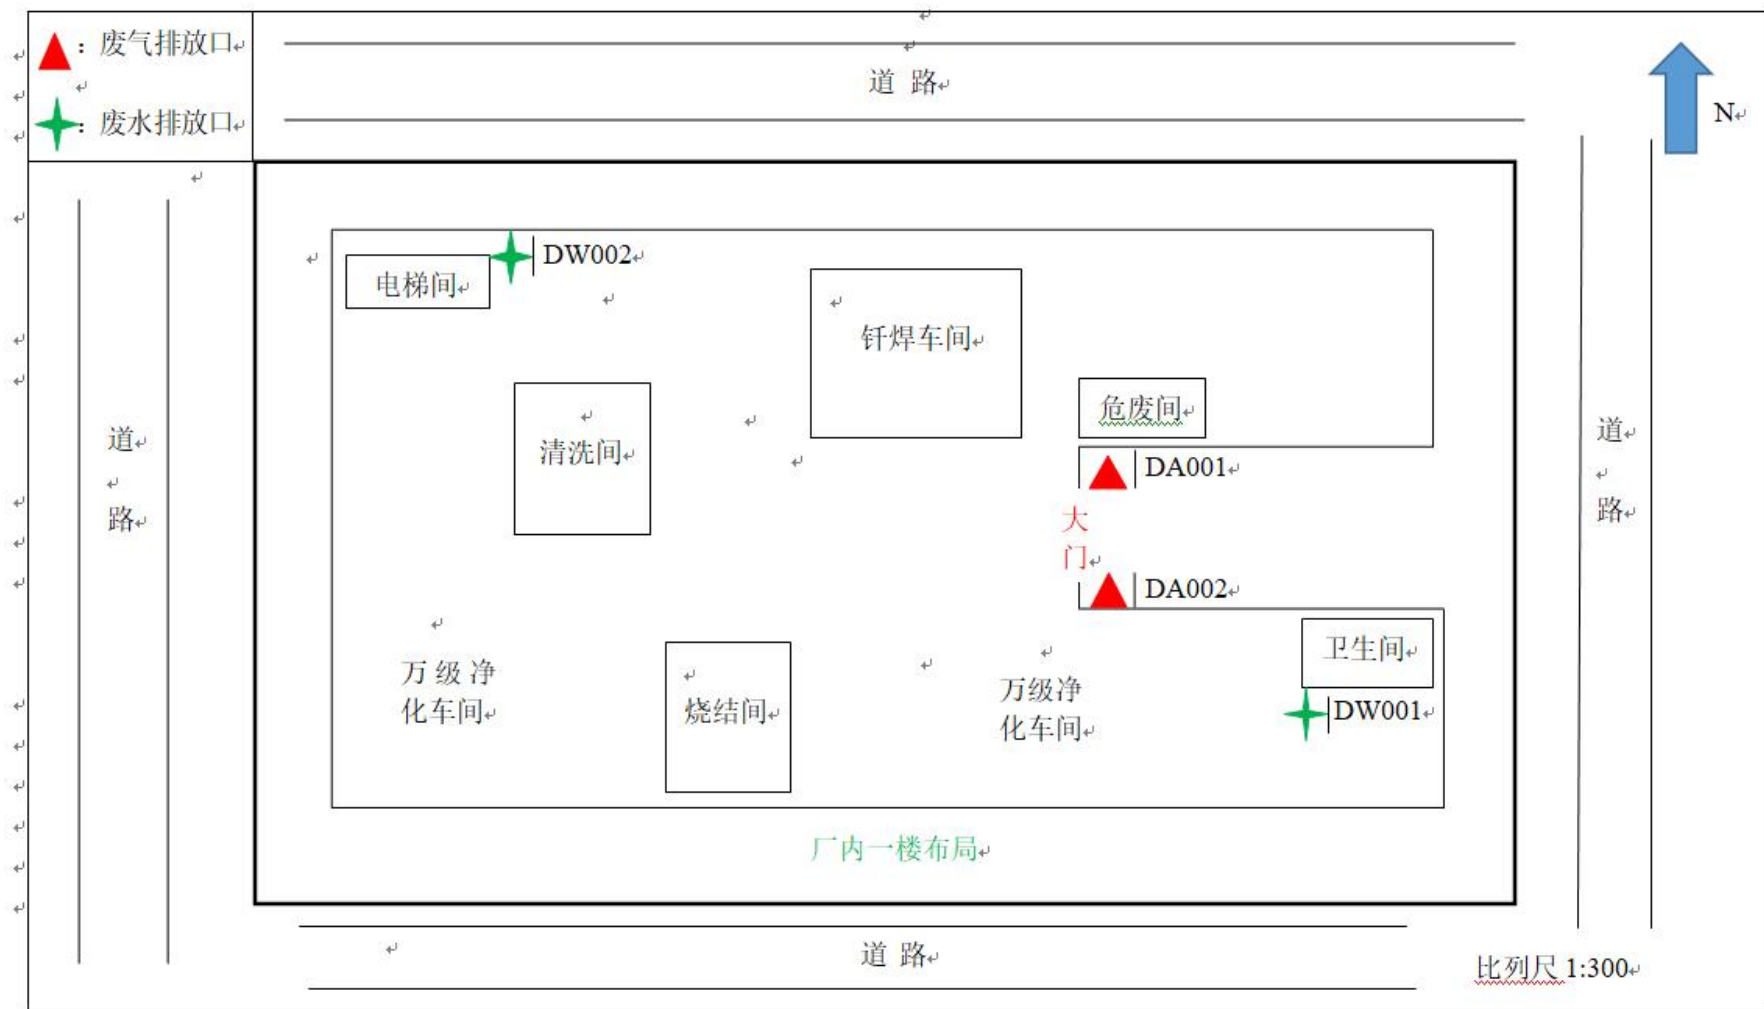 ：废气排放口
：废水排放口
道 路
N
电梯间
DW002
钎焊车间
危废间
清洗间
DA001
道
路
道
路
大
门
DA002
卫生间
万 级 净
化车间
烧结间
万级净
化车间
DW001
厂内一楼布局
道 路
比列尺 1:300